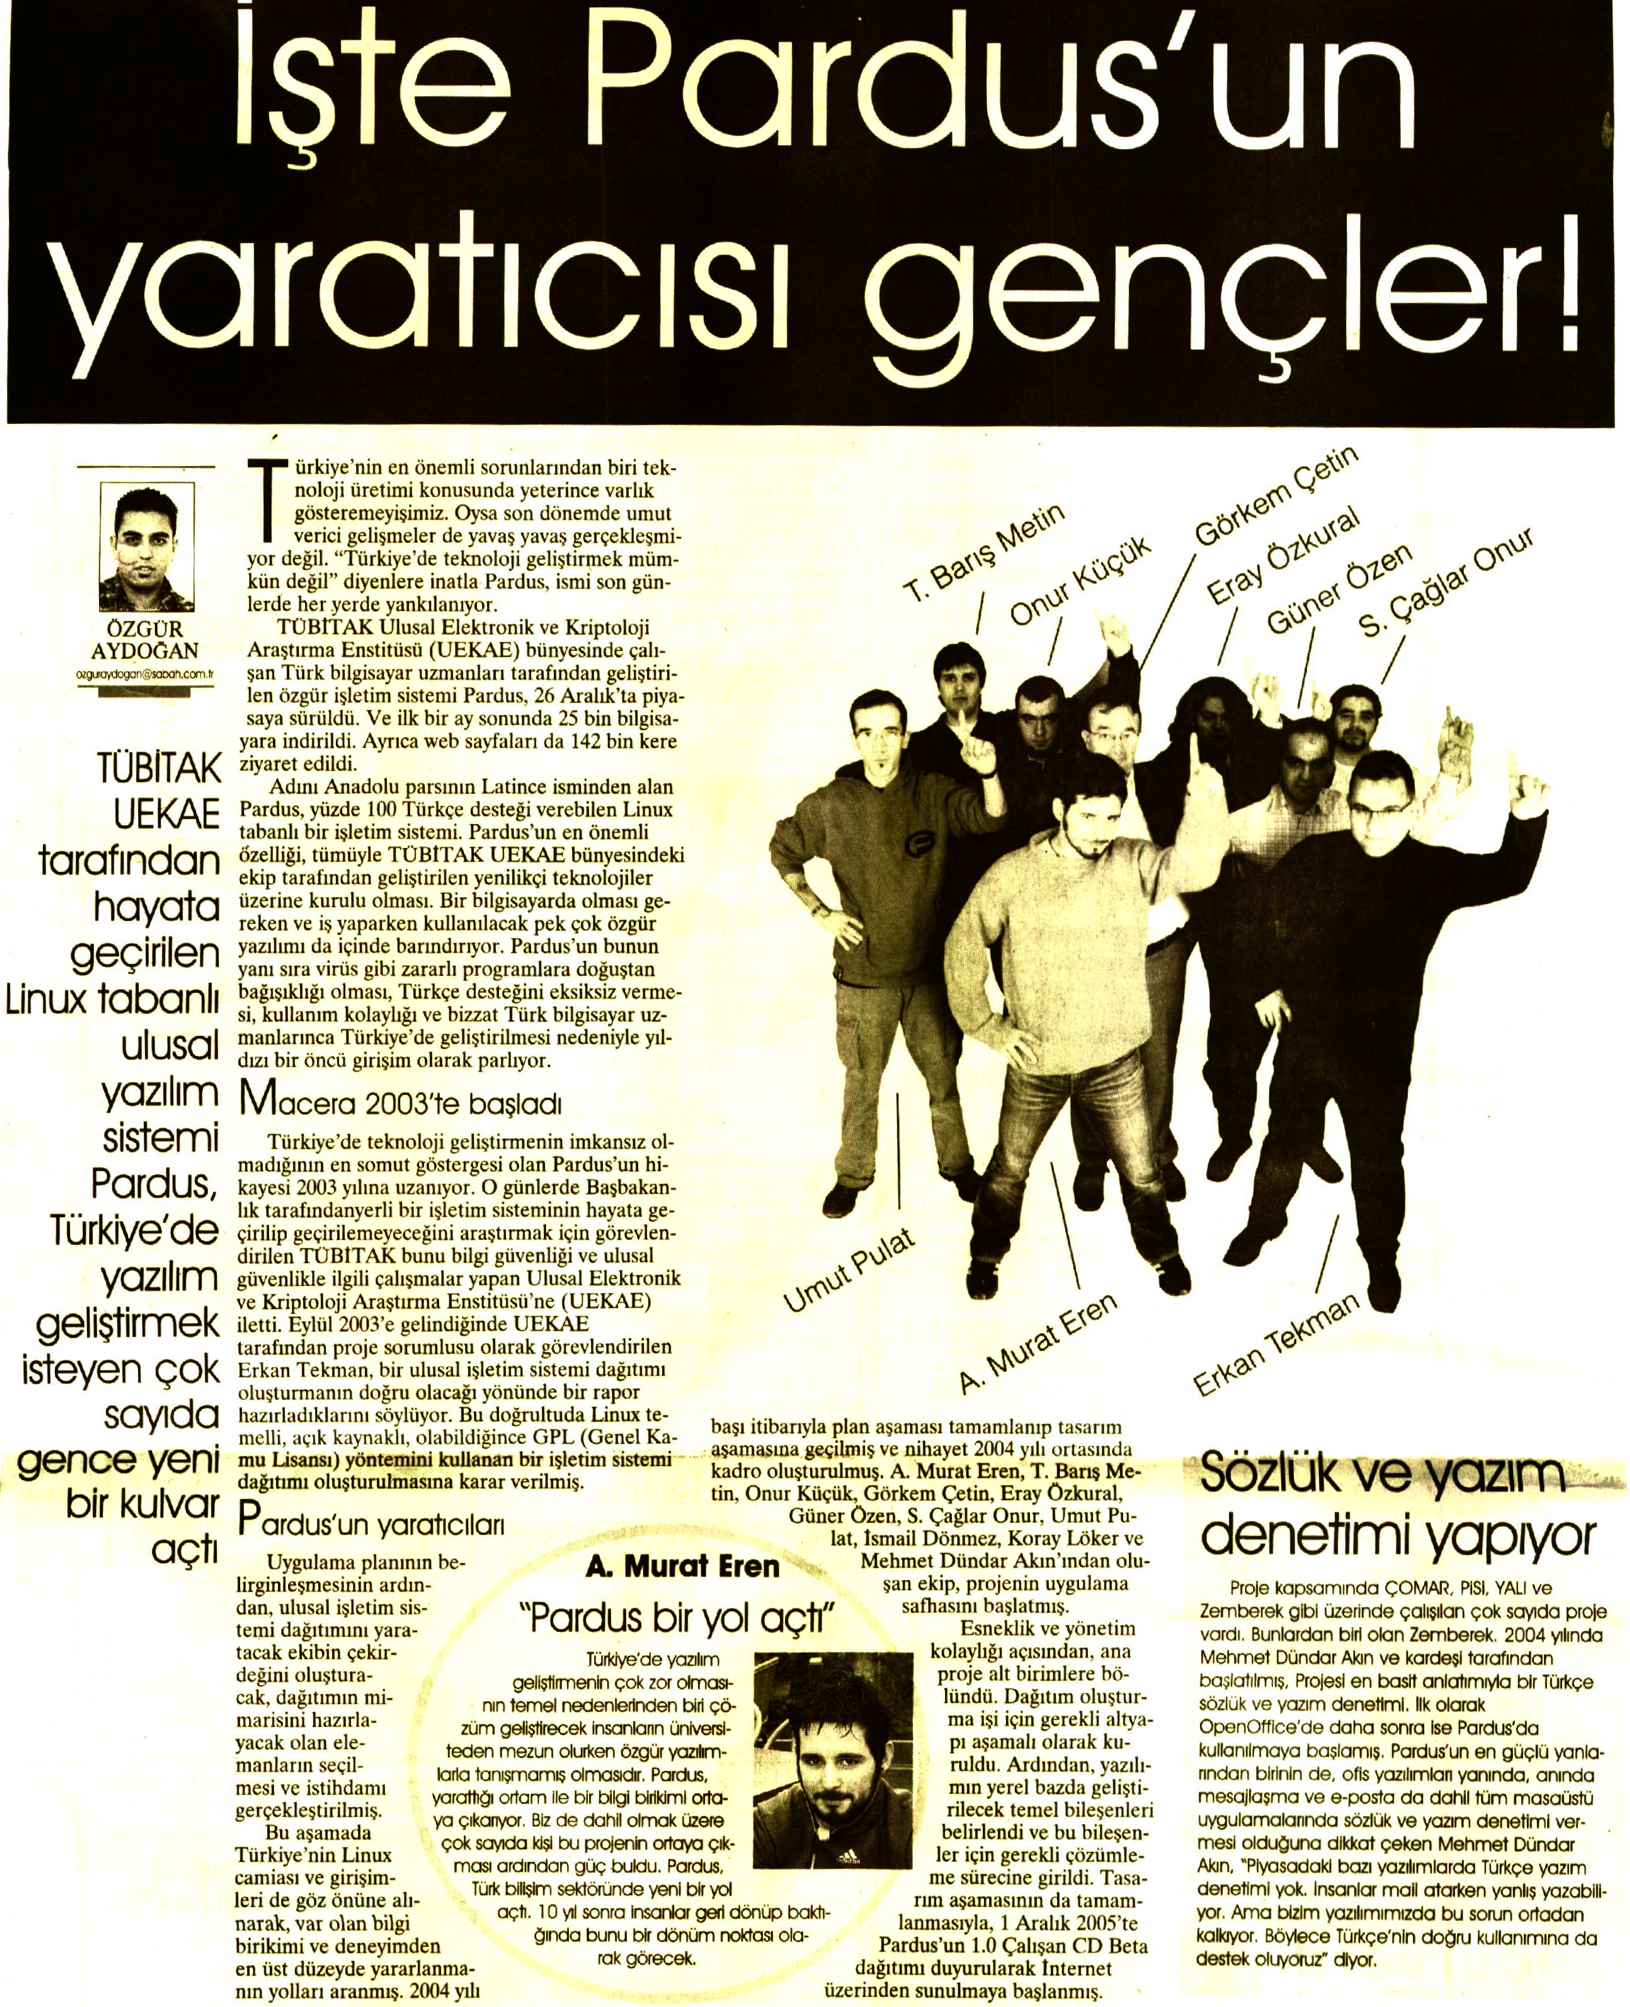 İşte Pardus'un
yaratıcısı gençler!
ÖZGÜR
AYDOĞAN
ozguraydogan@sabah.com.tr
TÜBİTAK
UEKAE
tarafından
hayata
geçirilen
Linux tabanlı
ulusal
yazılım
sistemi
Pardus,
Türkiye'de
yazılım
geliştirmek
isteyen çok
sayıda
gence yeni
bir kulvar
açtı
Türkiye'nin en önemli sorunlarından biri tek-
noloji üretimi konusunda yeterince varlık
gösteremeyişimiz. Oysa son dönemde umut
verici gelişmeler de yavaş yavaş gerçekleşmi-
yor değil. “Türkiye'de teknoloji geliştirmek müm-
kün değil” diyenlere inatla Pardus, ismi son gün-
lerde her yerde yankılanıyor.
TÜBİTAK Ulusal Elektronik ve Kriptoloji
Araştırma Enstitüsü (UEKAE) bünyesinde çalı-
şan Türk bilgisayar uzmanları tarafından geliştiri-
len özgür işletim sistemi Pardus, 26 Aralık'ta piya-
saya sürüldü. Ve ilk bir ay sonunda 25 bin bilgisa-
yara indirildi. Ayrıca web sayfaları da 142 bin kere
ziyaret edildi.
Adını Anadolu parsının Latince isminden alan
Pardus, yüzde 100 Türkçe desteği verebilen Linux
tabanlı bir işletim sistemi. Pardus'un en önemli
özelliği, tümüyle TÜBİTAK UEKAE bünyesindeki
ekip tarafından geliştirilen yenilikçi teknolojiler
üzerine kurulu olması. Bir bilgisayarda olması ge-
reken ve iş yaparken kullanılacak pek çok özgür
yazılımı da içinde barındırıyor. Pardus'un bunun
yanı sıra virüs gibi zararlı programlara doğuştan
bağışıklığı olması, Türkçe desteğini eksiksiz verme-
si, kullanım kolaylığı ve bizzat Türk bilgisayar uz-
manlarınca Türkiye'de geliştirilmesi nedeniyle yıl-
dızı bir öncü girişim olarak parlıyor.
Macera 2003'te başladı
Türkiye'de teknoloji geliştirmenin imkansız ol-
madığının en somut göstergesi olan Pardus'un hi-
kayesi 2003 yılına uzanıyor. O günlerde Başbakan-
lık tarafındanyerli bir işletim sisteminin hayata ge-
çirilip geçirilemeyeceğini araştırmak için görevlen-
dirilen TÜBİTAK bunu bilgi güvenliği ve ulusal
güvenlikle ilgili çalışmalar yapan Ulusal Elektronik
ve Kriptoloji Araştırma Enstitüsü'ne (UEKAE)
iletti. Eylül 2003'e gelindiğinde UEKAE
tarafından proje sorumlusu olarak görevlendirilen
Erkan Tekman, bir ulusal işletim sistemi dağıtımı
oluşturmanın doğru olacağı yönünde bir rapor
hazırladıklarını söylüyor. Bu doğrultuda Linux te-
melli, açık kaynaklı, olabildiğince GPL (Genel Ka-
mu Lisansı) yöntemini kullanan bir işletim sistemi
dağıtımı oluşturulmasına karar verilmiş.
Pardus'un yaratıcıları
Uygulama planının be-
lirginleşmesinin ardın-
dan, ulusal işletim sis-
temi dağıtımını yara-
tacak ekibin çekir-
değini oluştura-
cak, dağıtımın mi-
marisini hazırla-
yacak olan ele-
manların seçil-
mesi ve istihdamı
gerçekleştirilmiş.
Bu aşamada
Türkiye'nin Linux
camiası ve girişim-
leri de göz önüne alı-
narak, var olan bilgi
birikimi ve deneyimden
en üst düzeyde yararlanma-
nın yolları aranmış. 2004 yılı
T. Barış Metin
Onur Küçük
Görkem Çetin
Eray Özkural
Güner Özen
S. Çağlar Onur
Umut Pulat
A. Murat Eren
Erkan Tekman
başı itibarıyla plan aşaması tamamlanıp tasarım
aşamasına geçilmiş ve nihayet 2004 yılı ortasında
kadro oluşturulmuş. A. Murat Eren, T. Barış Me-
tin, Onur Küçük, Görkem Çetin, Eray Özkural,
Güner Özen, S. Çağlar Onur, Umut Pu-
lat, İsmail Dönmez, Koray Löker ve
Mehmet Dündar Akın'ından olu-
şan ekip, projenin uygulama
safhasını başlatmış.
Esneklik ve yönetim
kolaylığı açısından, ana
proje alt birimlere bö-
lündü. Dağıtım oluştur-
ma işi için gerekli altya-
pı aşamalı olarak ku-
ruldu. Ardından, yazılı-
mın yerel bazda gelişti-
rilecek temel bileşenleri
belirlendi ve bu bileşen-
ler için gerekli çözümle-
me sürecine girildi. Tasa-
rım aşamasının da tamam-
lanmasıyla, 1 Aralık 2005'te
Pardus'un 1.0 Çalışan CD Beta
dağıtımı duyurularak İnternet
üzerinden sunulmaya başlanmış.
A. Murat Eren
“Pardus bir yol açtı”
Türkiye'de yazılım
geliştirmenin çok zor olması-
nın temel nedenlerinden biri çö-
züm geliştirecek insanların üniversi-
teden mezun olurken özgür yazılım-
larla tanışmamış olmasıdır. Pardus,
yarattığı ortam ile bir bilgi birikimi orta-
ya çıkarıyor. Biz de dahil olmak üzere
çok sayıda kişi bu projenin ortaya çık-
ması ardından güç buldu. Pardus,
Türk bilişim sektöründe yeni bir yol
açtı. 10 yıl sonra insanlar geri dönüp baktı-
ğında bunu bir dönüm noktası ola-
rak görecek.
adidas
Sözlük ve yazım
denetimi yapıyor
Proje kapsamında ÇOMAR, PiSi, YALI ve
Zemberek gibi üzerinde çalışılan çok sayıda proje
vardı. Bunlardan biri olan Zemberek. 2004 yılında
Mehmet Dündar Akın ve kardeşi tarafından
başlatılmış, Projesi en basit anlatımıyla bir Türkçe
sözlük ve yazım denetimi. İlk olarak
OpenOffice'de daha sonra ise Pardus'da
kullanılmaya başlamış. Pardus'un en güçlü yanla-
rından birinin de, ofis yazılımları yanında, anında
mesajlaşma ve e-posta da dahil tüm masaüstü
uygulamalarında sözlük ve yazım denetimi ver-
mesi olduğuna dikkat çeken Mehmet Dündar
Akın, “Piyasadaki bazı yazılımlarda Türkçe yazım
denetimi yok. İnsanlar mail atarken yanlış yazabili-
yor. Ama bizim yazılımımızda bu sorun ortadan
kalkıyor. Böylece Türkçe'nin doğru kullanımına da
destek oluyoruz” diyor.